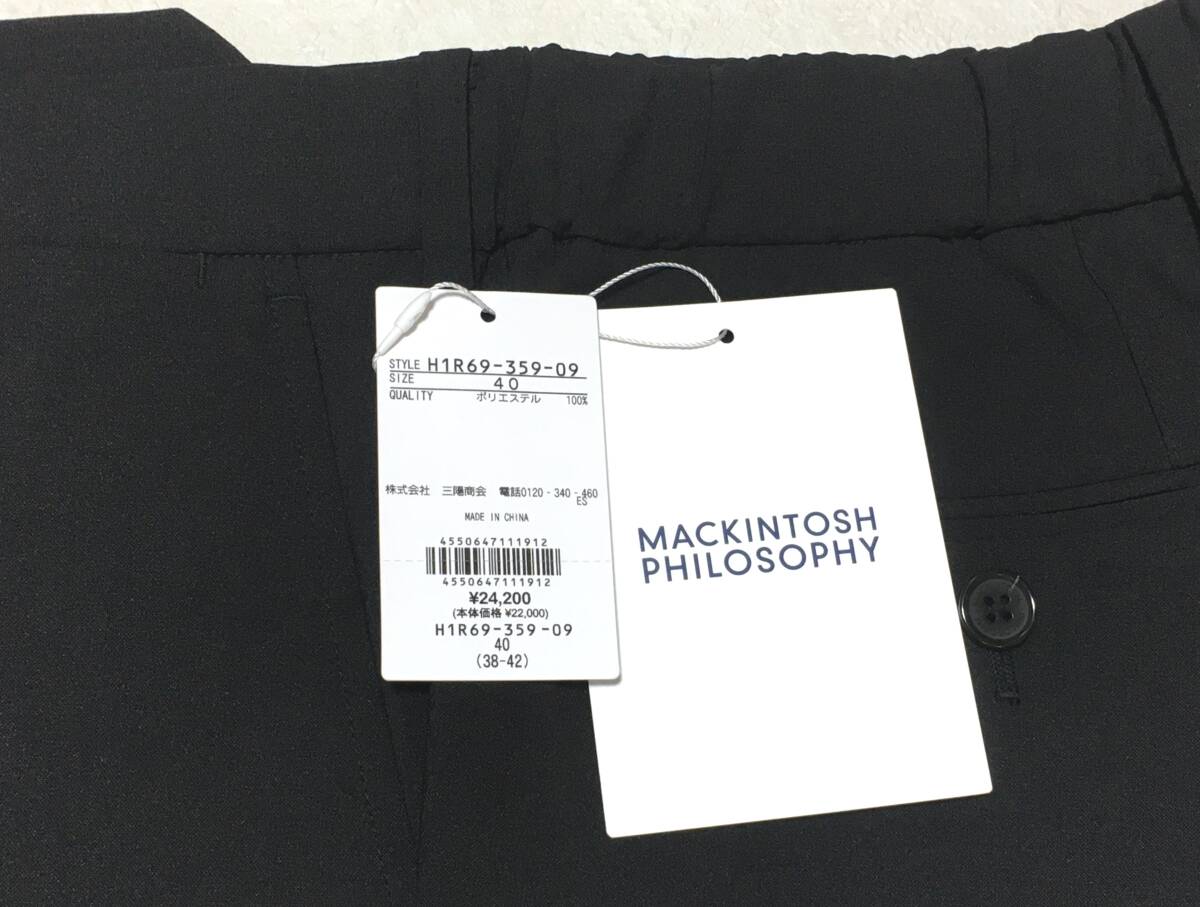 STYLE H1R69-359-09
SIZE 40
QUALITY ポリエステル 100%
株式会社 三陽商会 電話0120-340-460
ES
MADE IN CHINA
4550647111912
4550647111912
¥24,200
(本体価格 ¥22,000)
H1R69-359-09
40
(38-42)
MACKINTOSH
PHILOSOPHY